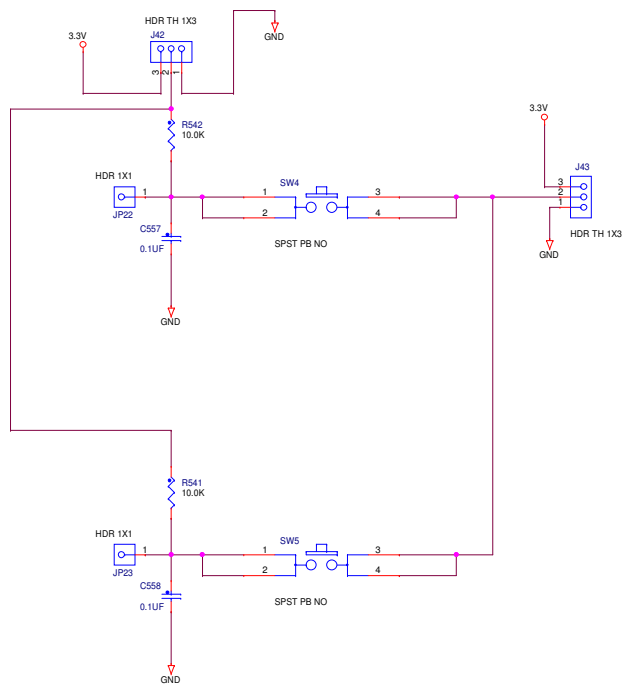 HDR TH 1X3
3.3V
J42
GND
3 2 1
3.3V
R542
10.0K
J43
HDR 1X1
1
JP22
SW4
1
3
2
4
3
2
1
C557
0.1UF
SPST PB NO
HDR TH 1X3
GND
GND
R541
10.0K
HDR 1X1
1
JP23
SW5
1
3
2
4
C558
0.1UF
SPST PB NO
GND